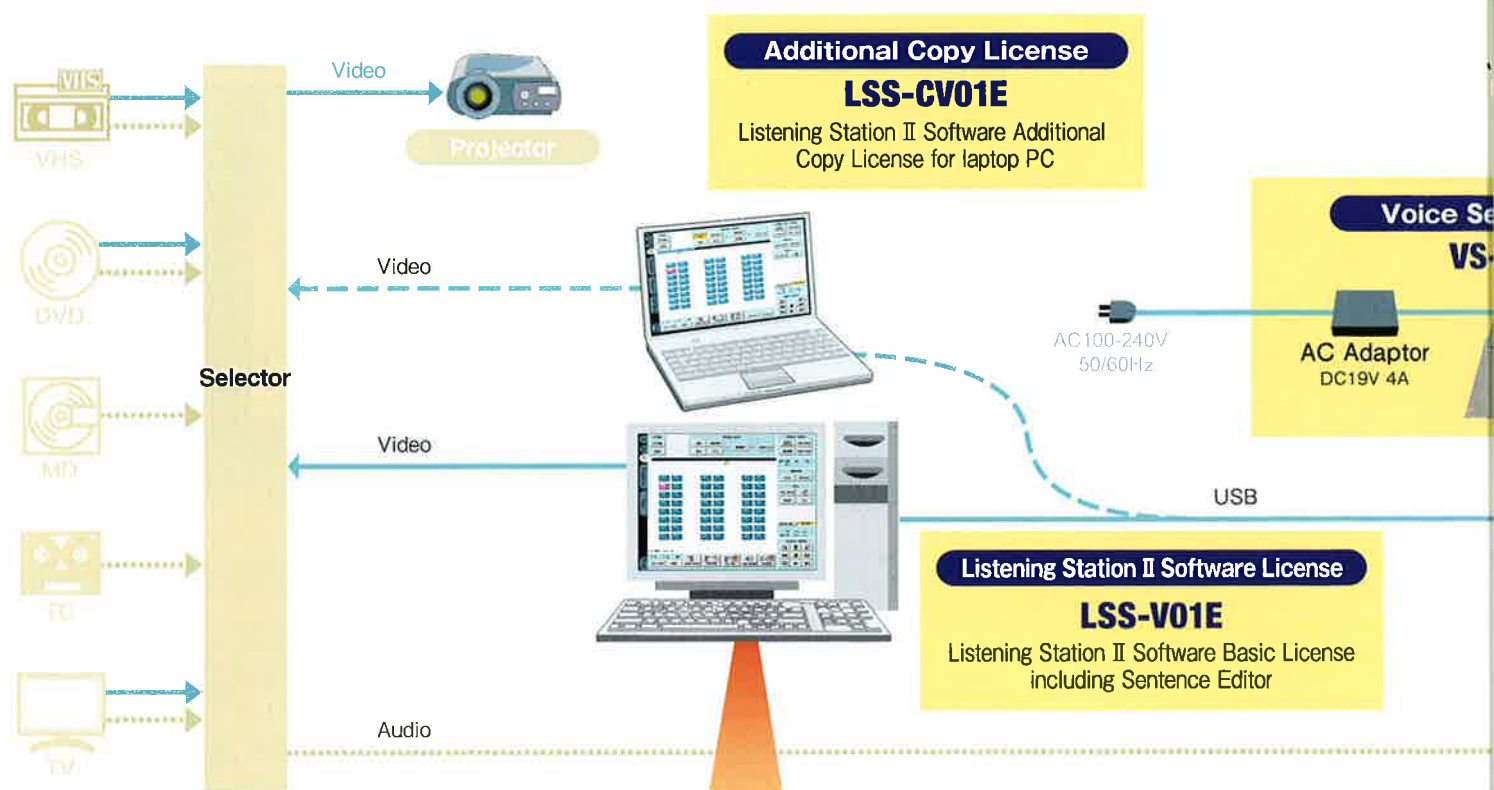 VHS
VHS
DVD
MD
TV
Selector
Video
Projector
Video
Video
Audio
Additional Copy License
LSS-CV01E
Listening Station Ⅱ Software Additional
Copy License for laptop PC
Voice Se
VS-
AC100-240V
50/60Hz
AC Adaptor
DC19V 4A
USB
Listening Station Ⅱ Software License
LSS-V01E
Listening Station Ⅱ Software Basic License
including Sentence Editor